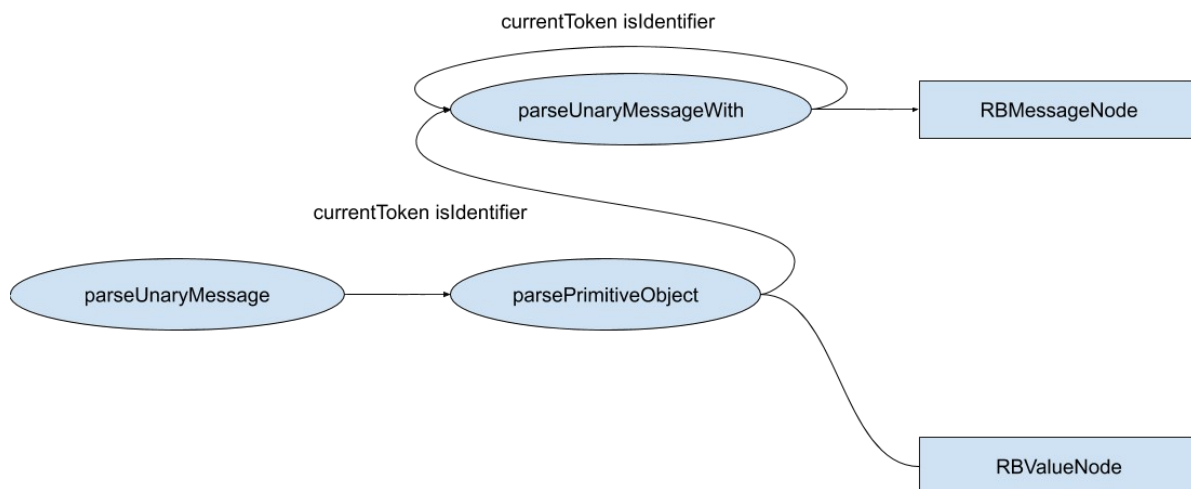 currentToken isIdentifier
parseUnaryMessageWith
RBMessageNode
currentToken isIdentifier
parseUnaryMessage
parsePrimitiveObject
RBValueNode